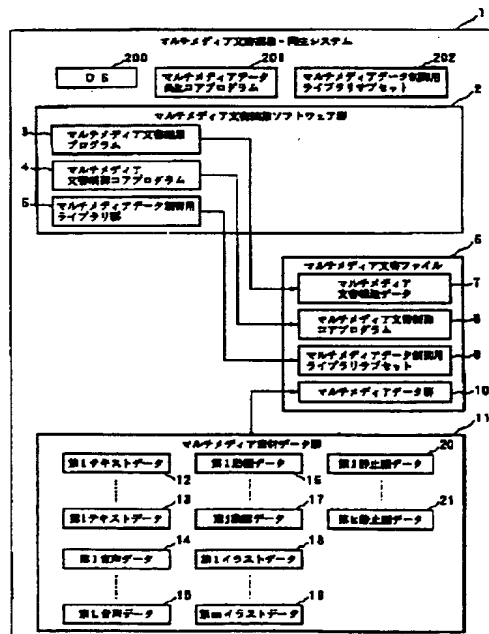 1
マルチメディア文書編集・再生システム
200
201
202
OS
マルチメディアデータ
再生コアプログラム
マルチメディアデータ制御用
ライブラリサブセット
2
マルチメディア文書編集ソフトウェア群
3
マルチメディア文書編集
プログラム
4
マルチメディア
文書制御コアプログラム
5
マルチメディアデータ制御用
ライブラリ群
6
マルチメディア文書ファイル
マルチメディア
文書構造データ
7
マルチメディア文書制御
コアプログラム
8
マルチメディアデータ制御用
ライブラリサブセット
9
マルチメディアデータ群
10
11
マルチメディア素材データ群
第1テキストデータ
12
第1動画データ
16
第1静止画データ
20
第iテキストデータ
13
第j動画データ
17
第k静止画データ
21
第1音声データ
14
第1イラストデータ
18
第L音声データ
15
第mイラストデータ
19